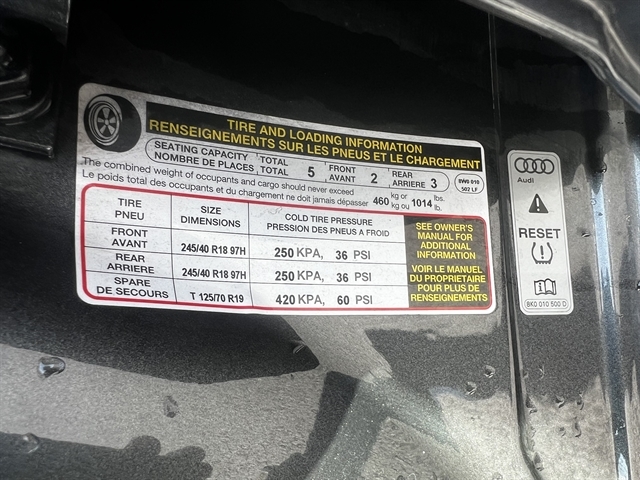 TIRE AND LOADING INFORMATION
RENSEIGNEMENTS SUR LES PNEUS ET LE CHARGEMENT
SEATING CAPACITY TOTAL 5 FRONT 2 REAR 3
NOMBRE DE PLACES TOTAL AVANT ARRIERE
8W0 010
507 LF
The combined weight of occupants and cargo should never exceed 460 kg or 1014 lbs.
Le poids total des occupants et du chargement ne doit jamais dépasser kg ou lb.
TIRE
PNEU
SIZE
DIMENSIONS
COLD TIRE PRESSURE
PRESSION DES PNEUS A FROID
FRONT
AVANT
245/40 R18 97H
250 KPA, 36 PSI
REAR
ARRIERE
245/40 R18 97H
250 KPA, 36 PSI
SPARE
DE SECOURS
T 125/70 R19
420 KPA, 60 PSI
SEE OWNER'S
MANUAL FOR
ADDITIONAL
INFORMATION
VOIR LE MANUEL
DU PROPRIETAIRE
POUR PLUS DE
RENSEIGNEMENTS
Audi
RESET
8K0 010 500 D